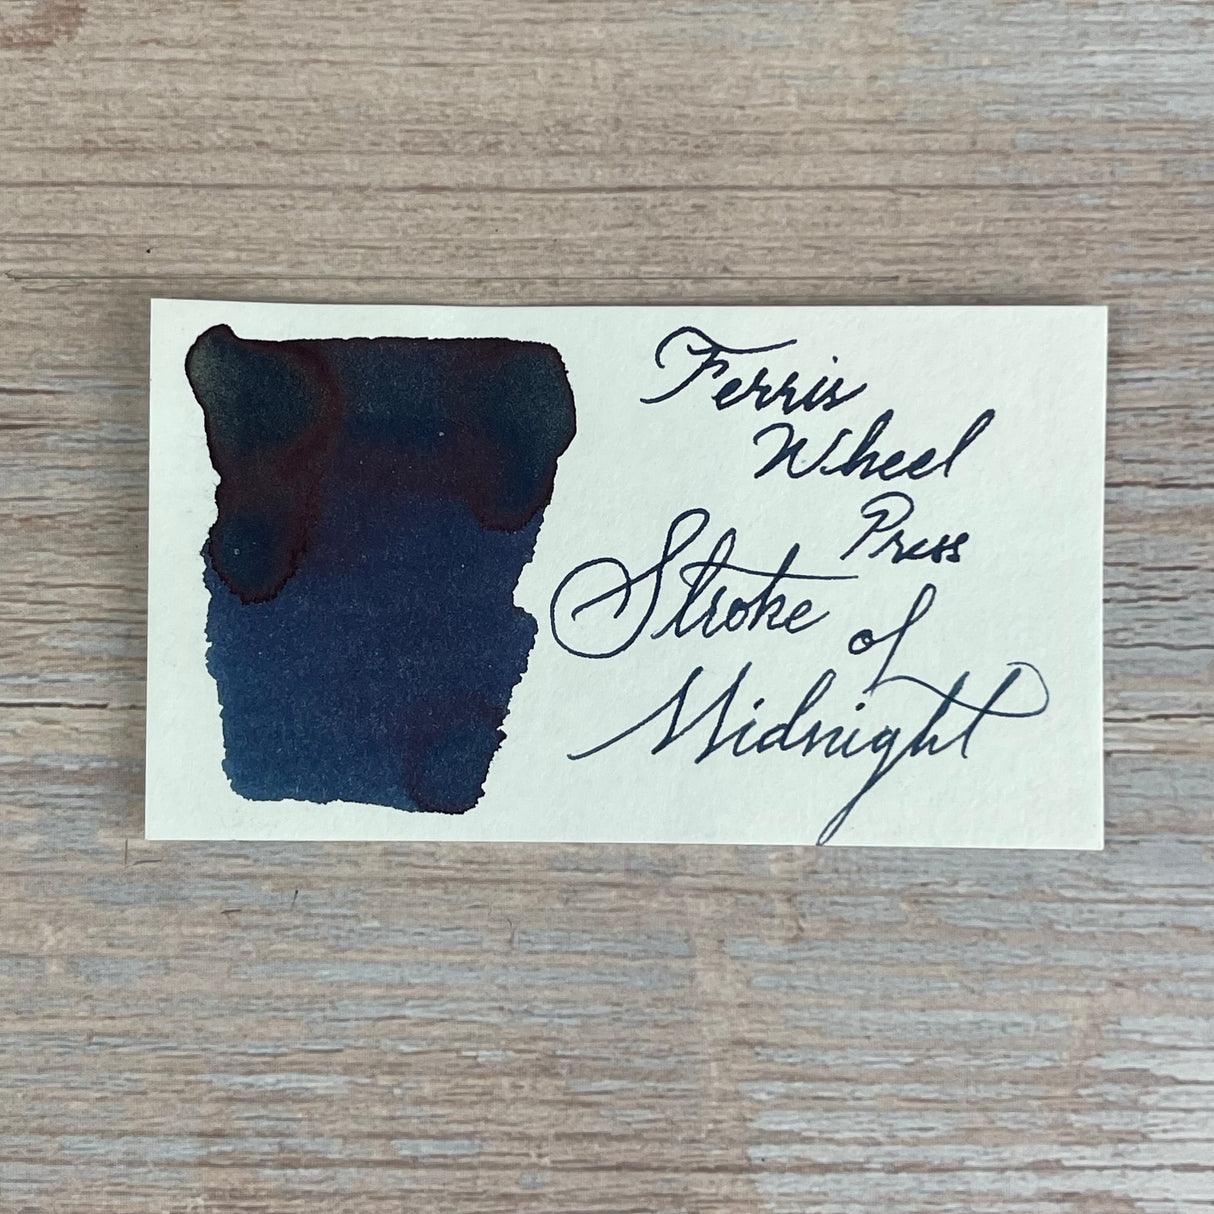 Ferris
Wheel
Press
Stroke of
Midnight